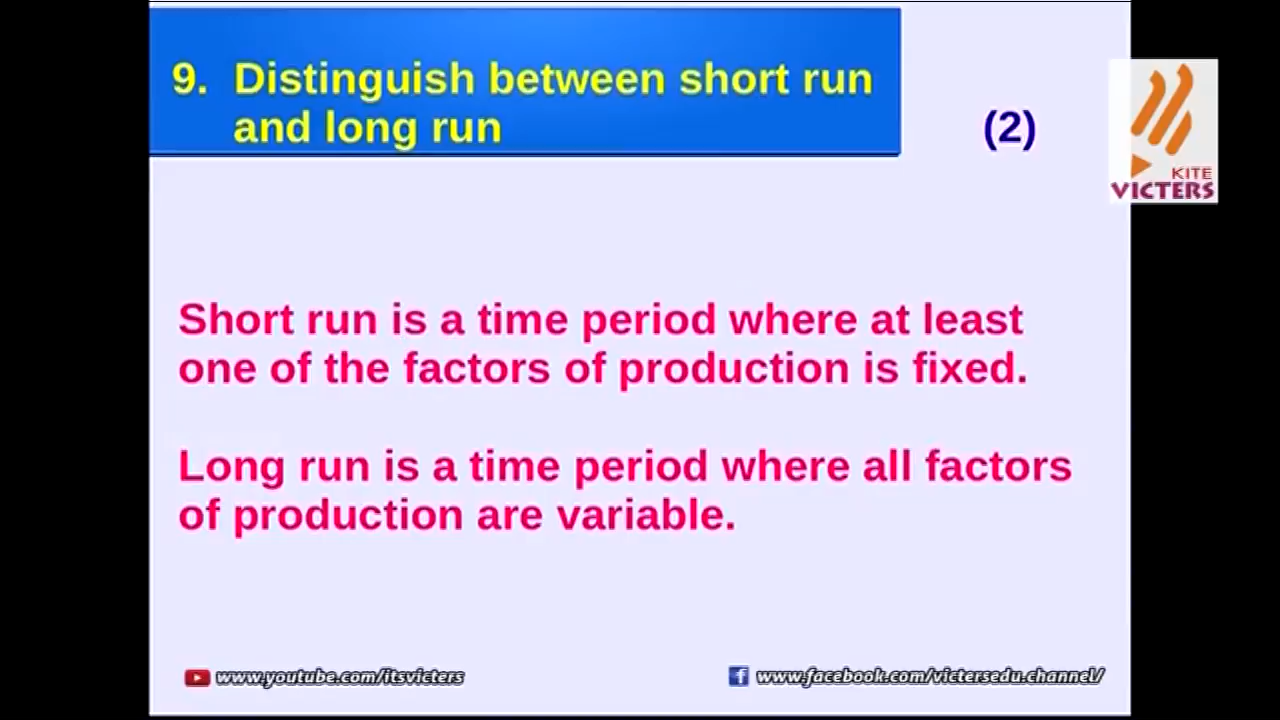 9. Distinguish between short run
and long run
(2)
KITE
VICTERS
Short run is a time period where at least
one of the factors of production is fixed.
Long run is a time period where all factors
of production are variable.
www.youtube.com/itsvicters
www.facebook.com/victersedu.channel/